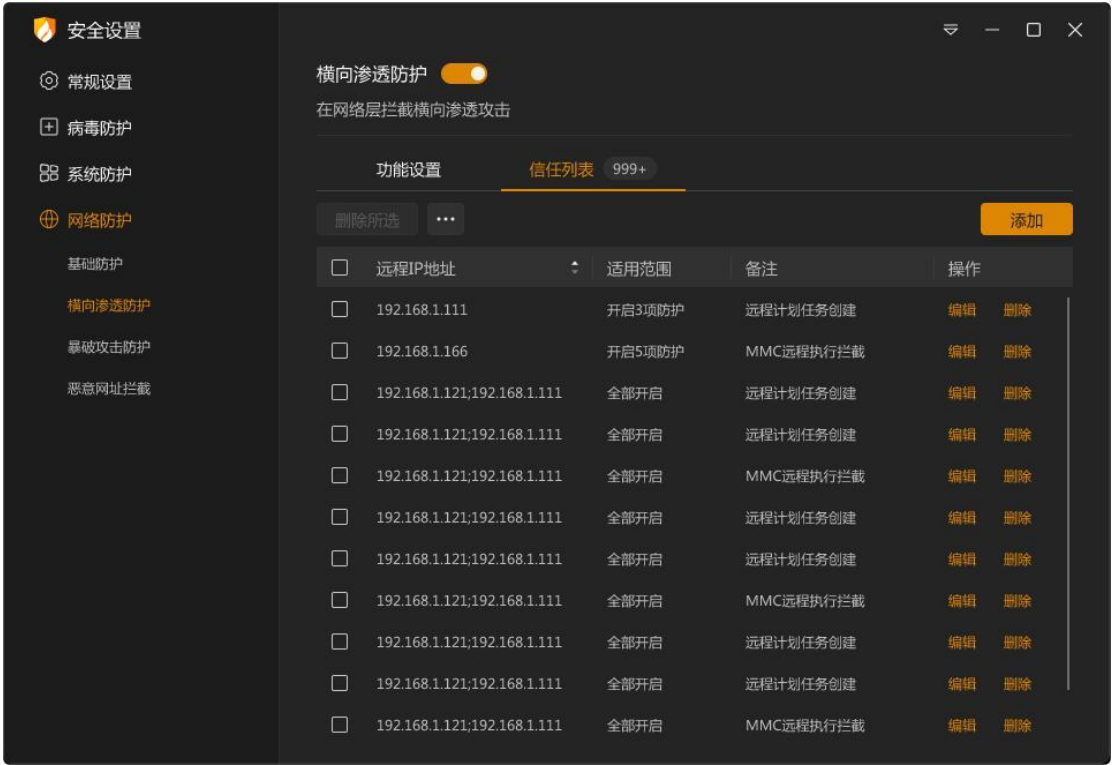 安全设置
常规设置
病毒防护
系统防护
网络防护
基础防护
横向渗透防护
暴破攻击防护
恶意网址拦截
横向渗透防护
在网络层拦截横向渗透攻击
功能设置 信任列表 999+
删除所选 ··· 添加
远程IP地址 适用范围 备注 操作
192.168.1.111 开启3项防护 远程计划任务创建 编辑 删除
192.168.1.166 开启5项防护 MMC远程执行拦截 编辑 删除
192.168.1.121;192.168.1.111 全部开启 远程计划任务创建 编辑 删除
192.168.1.121;192.168.1.111 全部开启 远程计划任务创建 编辑 删除
192.168.1.121;192.168.1.111 全部开启 MMC远程执行拦截 编辑 删除
192.168.1.121;192.168.1.111 全部开启 远程计划任务创建 编辑 删除
192.168.1.121;192.168.1.111 全部开启 远程计划任务创建 编辑 删除
192.168.1.121;192.168.1.111 全部开启 MMC远程执行拦截 编辑 删除
192.168.1.121;192.168.1.111 全部开启 远程计划任务创建 编辑 删除
192.168.1.121;192.168.1.111 全部开启 远程计划任务创建 编辑 删除
192.168.1.121;192.168.1.111 全部开启 MMC远程执行拦截 编辑 删除